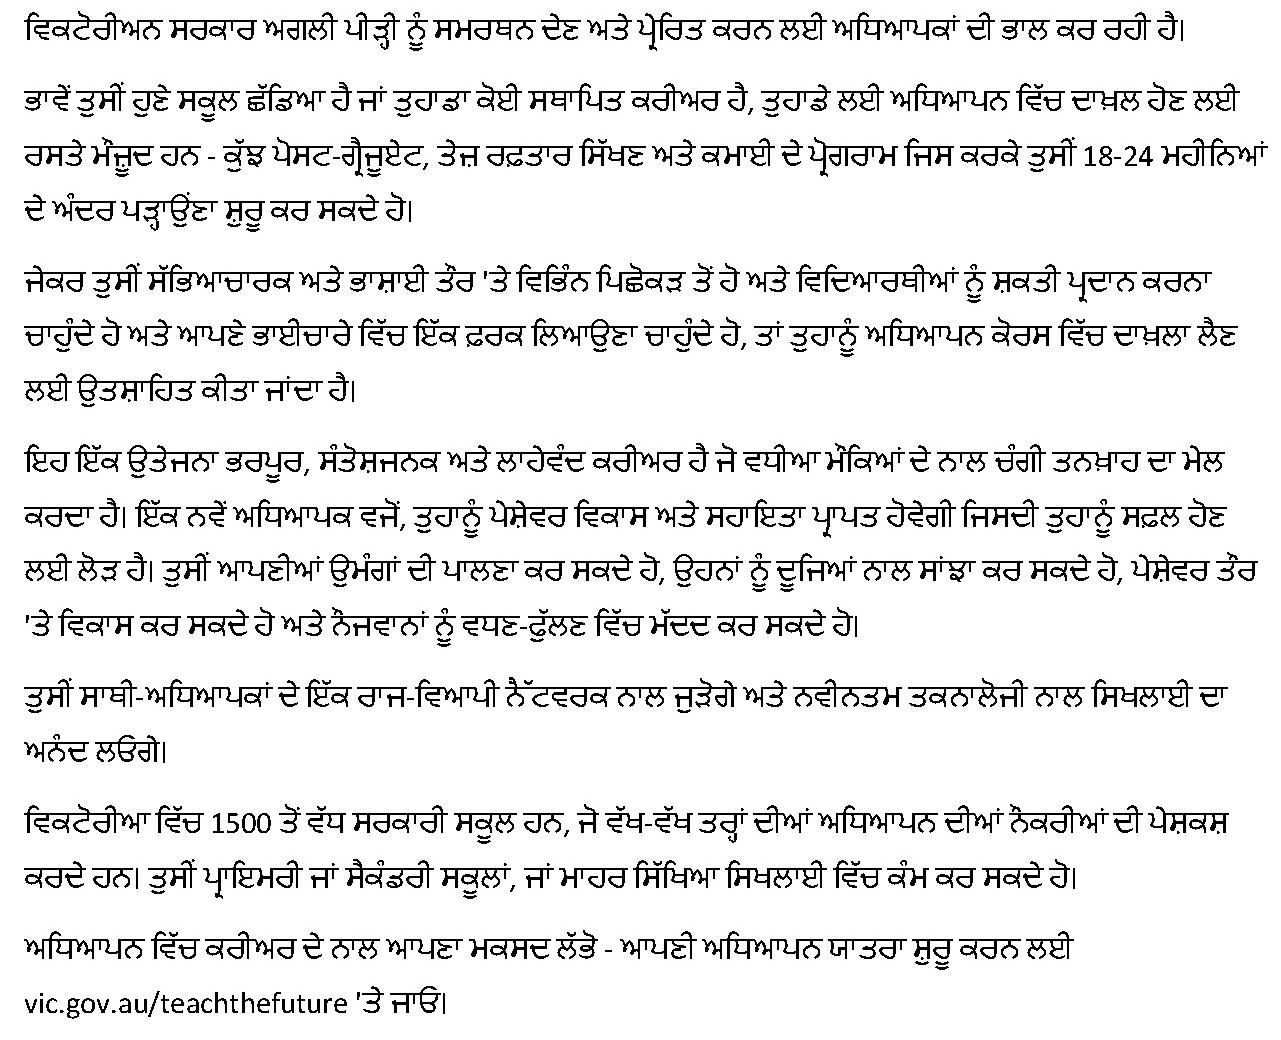 ਵਿਕਟੋਰੀਅਨ ਸਰਕਾਰ ਅਗਲੀ ਪੀੜ੍ਹੀ ਨੂੰ ਸਮਰਥਨ ਦੇਣ ਅਤੇ ਪ੍ਰੇਰਿਤ ਕਰਨ ਲਈ ਅਧਿਆਪਕਾਂ ਦੀ ਭਾਲ ਕਰ ਰਹੀ ਹੈ।
ਭਾਵੇਂ ਤੁਸੀਂ ਹੁਣੇ ਸਕੂਲ ਛੱਡਿਆ ਹੈ ਜਾਂ ਤੁਹਾਡਾ ਕੋਈ ਸਥਾਪਿਤ ਕਰੀਅਰ ਹੈ, ਤੁਹਾਡੇ ਲਈ ਅਧਿਆਪਨ ਵਿੱਚ ਦਾਖ਼ਲ ਹੋਣ ਲਈ
ਰਸਤੇ ਮੌਜ਼ੂਦ ਹਨ - ਕੁੱਝ ਪੋਸਟ-ਗ੍ਰੈਜੂਏਟ, ਤੇਜ਼ ਰਫ਼ਤਾਰ ਸਿੱਖਣ ਅਤੇ ਕਮਾਈ ਦੇ ਪ੍ਰੋਗਰਾਮ ਜਿਸ ਕਰਕੇ ਤੁਸੀਂ 18-24 ਮਹੀਨਿਆਂ
ਦੇ ਅੰਦਰ ਪੜ੍ਹਾਉਂਣਾ ਸ਼ੁਰੂ ਕਰ ਸਕਦੇ ਹੋ।
ਜੇਕਰ ਤੁਸੀਂ ਸੱਭਿਆਚਾਰਕ ਅਤੇ ਭਾਸ਼ਾਈ ਤੌਰ 'ਤੇ ਵਿਭਿੰਨ ਪਿਛੋਕੜ ਤੋਂ ਹੋ ਅਤੇ ਵਿਦਿਆਰਥੀਆਂ ਨੂੰ ਸ਼ਕਤੀ ਪ੍ਰਦਾਨ ਕਰਨਾ
ਚਾਹੁੰਦੇ ਹੋ ਅਤੇ ਆਪਣੇ ਭਾਈਚਾਰੇ ਵਿੱਚ ਇੱਕ ਫ਼ਰਕ ਲਿਆਉਣਾ ਚਾਹੁੰਦੇ ਹੋ, ਤਾਂ ਤੁਹਾਨੂੰ ਅਧਿਆਪਨ ਕੋਰਸ ਵਿੱਚ ਦਾਖ਼ਲਾ ਲੈਣ
ਲਈ ਉਤਸ਼ਾਹਿਤ ਕੀਤਾ ਜਾਂਦਾ ਹੈ।
ਇਹ ਇੱਕ ਉਤੇਜਨਾ ਭਰਪੂਰ, ਸੰਤੋਸ਼ਜਨਕ ਅਤੇ ਲਾਹੇਵੰਦ ਕਰੀਅਰ ਹੈ ਜੋ ਵਧੀਆ ਮੌਕਿਆਂ ਦੇ ਨਾਲ ਚੰਗੀ ਤਨਖ਼ਾਹ ਦਾ ਮੇਲ
ਕਰਦਾ ਹੈ। ਇੱਕ ਨਵੇਂ ਅਧਿਆਪਕ ਵਜੋਂ, ਤੁਹਾਨੂੰ ਪੇਸ਼ੇਵਰ ਵਿਕਾਸ ਅਤੇ ਸਹਾਇਤਾ ਪ੍ਰਾਪਤ ਹੋਵੇਗੀ ਜਿਸਦੀ ਤੁਹਾਨੂੰ ਸਫ਼ਲ ਹੋਣ
ਲਈ ਲੋੜ ਹੈ। ਤੁਸੀਂ ਆਪਣੀਆਂ ਉਮੰਗਾਂ ਦੀ ਪਾਲਣਾ ਕਰ ਸਕਦੇ ਹੋ, ਉਹਨਾਂ ਨੂੰ ਦੂਜਿਆਂ ਨਾਲ ਸਾਂਝਾ ਕਰ ਸਕਦੇ ਹੋ, ਪੇਸ਼ੇਵਰ ਤੌਰ
'ਤੇ ਵਿਕਾਸ ਕਰ ਸਕਦੇ ਹੋ ਅਤੇ ਨੌਜਵਾਨਾਂ ਨੂੰ ਵਧਣ-ਫੁੱਲਣ ਵਿੱਚ ਮੱਦਦ ਕਰ ਸਕਦੇ ਹੋ।
ਤੁਸੀਂ ਸਾਥੀ-ਅਧਿਆਪਕਾਂ ਦੇ ਇੱਕ ਰਾਜ-ਵਿਆਪੀ ਨੈੱਟਵਰਕ ਨਾਲ ਜੁੜੋਗੇ ਅਤੇ ਨਵੀਨਤਮ ਤਕਨਾਲੋਜੀ ਨਾਲ ਸਿਖਲਾਈ ਦਾ
ਅਨੰਦ ਲਓਗੇ।
ਵਿਕਟੋਰੀਆ ਵਿੱਚ 1500 ਤੋਂ ਵੱਧ ਸਰਕਾਰੀ ਸਕੂਲ ਹਨ, ਜੋ ਵੱਖ-ਵੱਖ ਤਰ੍ਹਾਂ ਦੀਆਂ ਅਧਿਆਪਨ ਦੀਆਂ ਨੌਕਰੀਆਂ ਦੀ ਪੇਸ਼ਕਸ਼
ਕਰਦੇ ਹਨ। ਤੁਸੀਂ ਪ੍ਰਾਇਮਰੀ ਜਾਂ ਸੈਕੰਡਰੀ ਸਕੂਲਾਂ, ਜਾਂ ਮਾਹਰ ਸਿੱਖਿਆ ਸਿਖਲਾਈ ਵਿੱਚ ਕੰਮ ਕਰ ਸਕਦੇ ਹੋ।
ਅਧਿਆਪਨ ਵਿੱਚ ਕਰੀਅਰ ਦੇ ਨਾਲ ਆਪਣਾ ਮਕਸਦ ਲੱਭੋ - ਆਪਣੀ ਅਧਿਆਪਨ ਯਾਤਰਾ ਸ਼ੁਰੂ ਕਰਨ ਲਈ
vic.gov.au/teachthefuture 'ਤੇ ਜਾਓ।